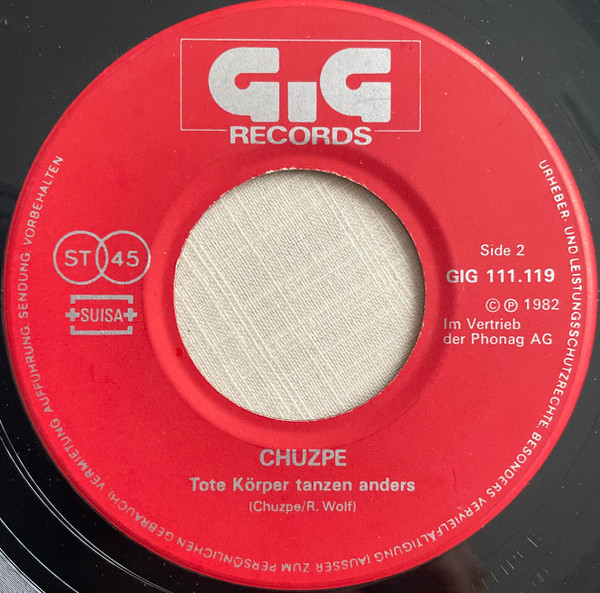 GiG
RECORDS
ST 45
SUISA
Side 2
GIG 111.119
© ℗ 1982
Im Vertrieb
der Phonag AG
CHUZPE
Tote Körper tanzen anders
(Chuzpe/R. Wolf)
URHEBER- UND LEISTUNGSSCHUTZRECHTE, BESONDERS VERVIELFÄLTIGUNG (AUSSER ZUM PERSÖNLICHEN GEBRAUCH) VERMIETUNG, AUFFÜHRUNG, SENDUNG, VORBEHALTEN